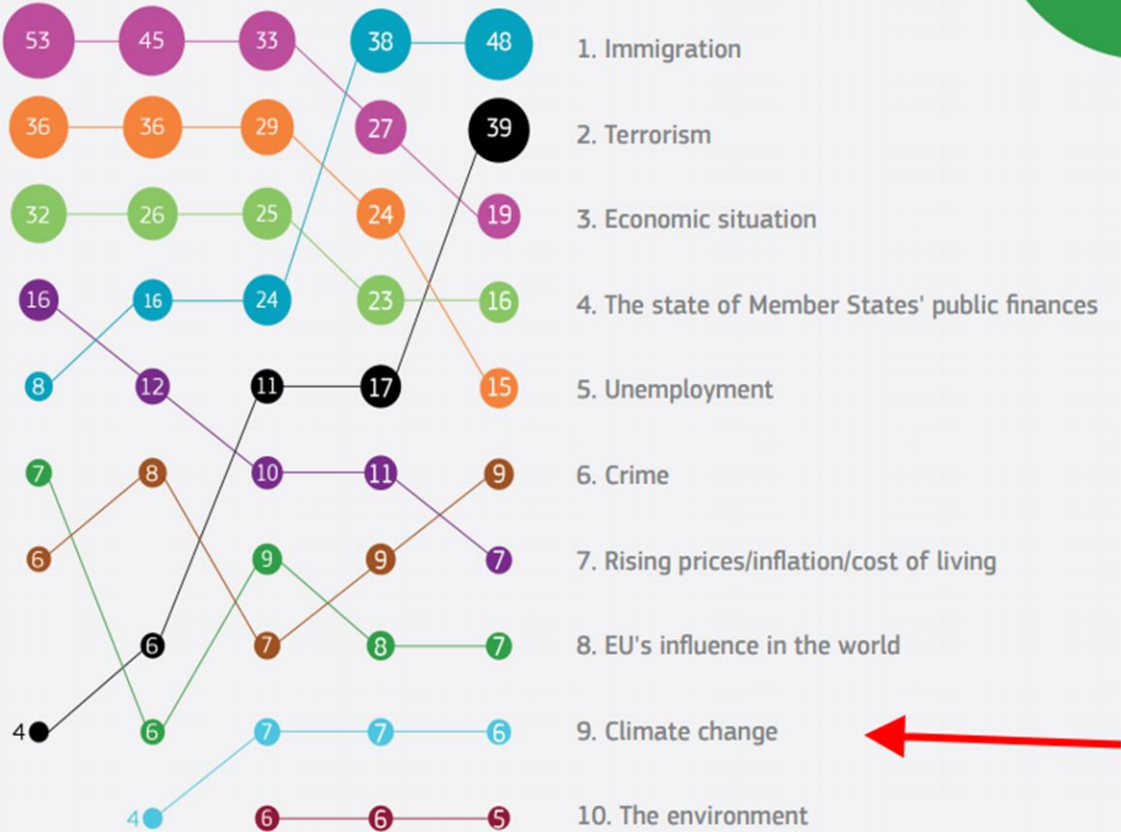 53 45 33 38 48 1. Immigration
36 36 29 27 39 2. Terrorism
32 26 25 24 19 3. Economic situation
16 16 24 23 16 4. The state of Member States' public finances
8 12 11 17 15 5. Unemployment
7 8 10 11 9 6. Crime
6 9 9 7 7. Rising prices/inflation/cost of living
6 7 8 7 8. EU's influence in the world
4 6 7 7 6 9. Climate change
4 6 6 5 10. The environment